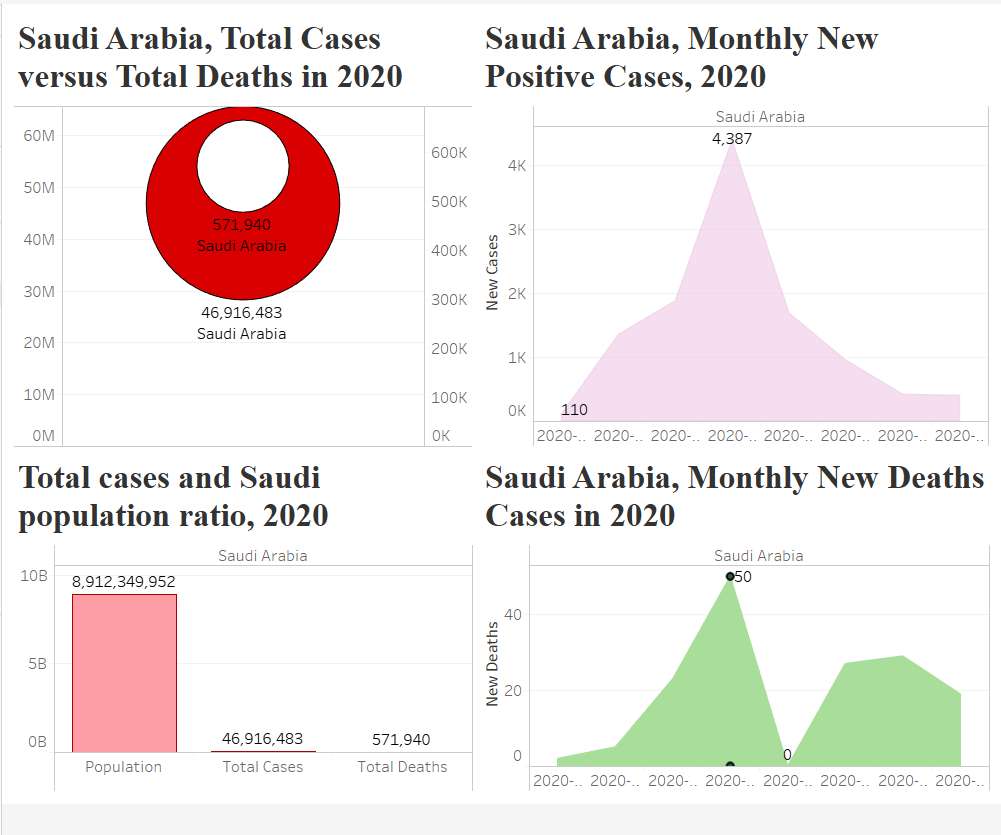 Saudi Arabia, Total Cases
versus Total Deaths in 2020
60M
50M
40M
30M
20M
10M
0M
600K
500K
400K
300K
200K
100K
0K
571,940
Saudi Arabia
46,916,483
Saudi Arabia
Saudi Arabia, Monthly New
Positive Cases, 2020
Saudi Arabia
New Cases
4K
3K
2K
1K
0K
4,387
110
2020-.. 2020-.. 2020-.. 2020-.. 2020-.. 2020-.. 2020-.. 2020-..
Total cases and Saudi
population ratio, 2020
Saudi Arabia
10B
5B
0B
8,912,349,952
46,916,483
571,940
Population Total Cases Total Deaths
Saudi Arabia, Monthly New Deaths
Cases in 2020
Saudi Arabia
New Deaths
40
20
0
50
0
2020-.. 2020-.. 2020-.. 2020-.. 2020-.. 2020-.. 2020-.. 2020-..